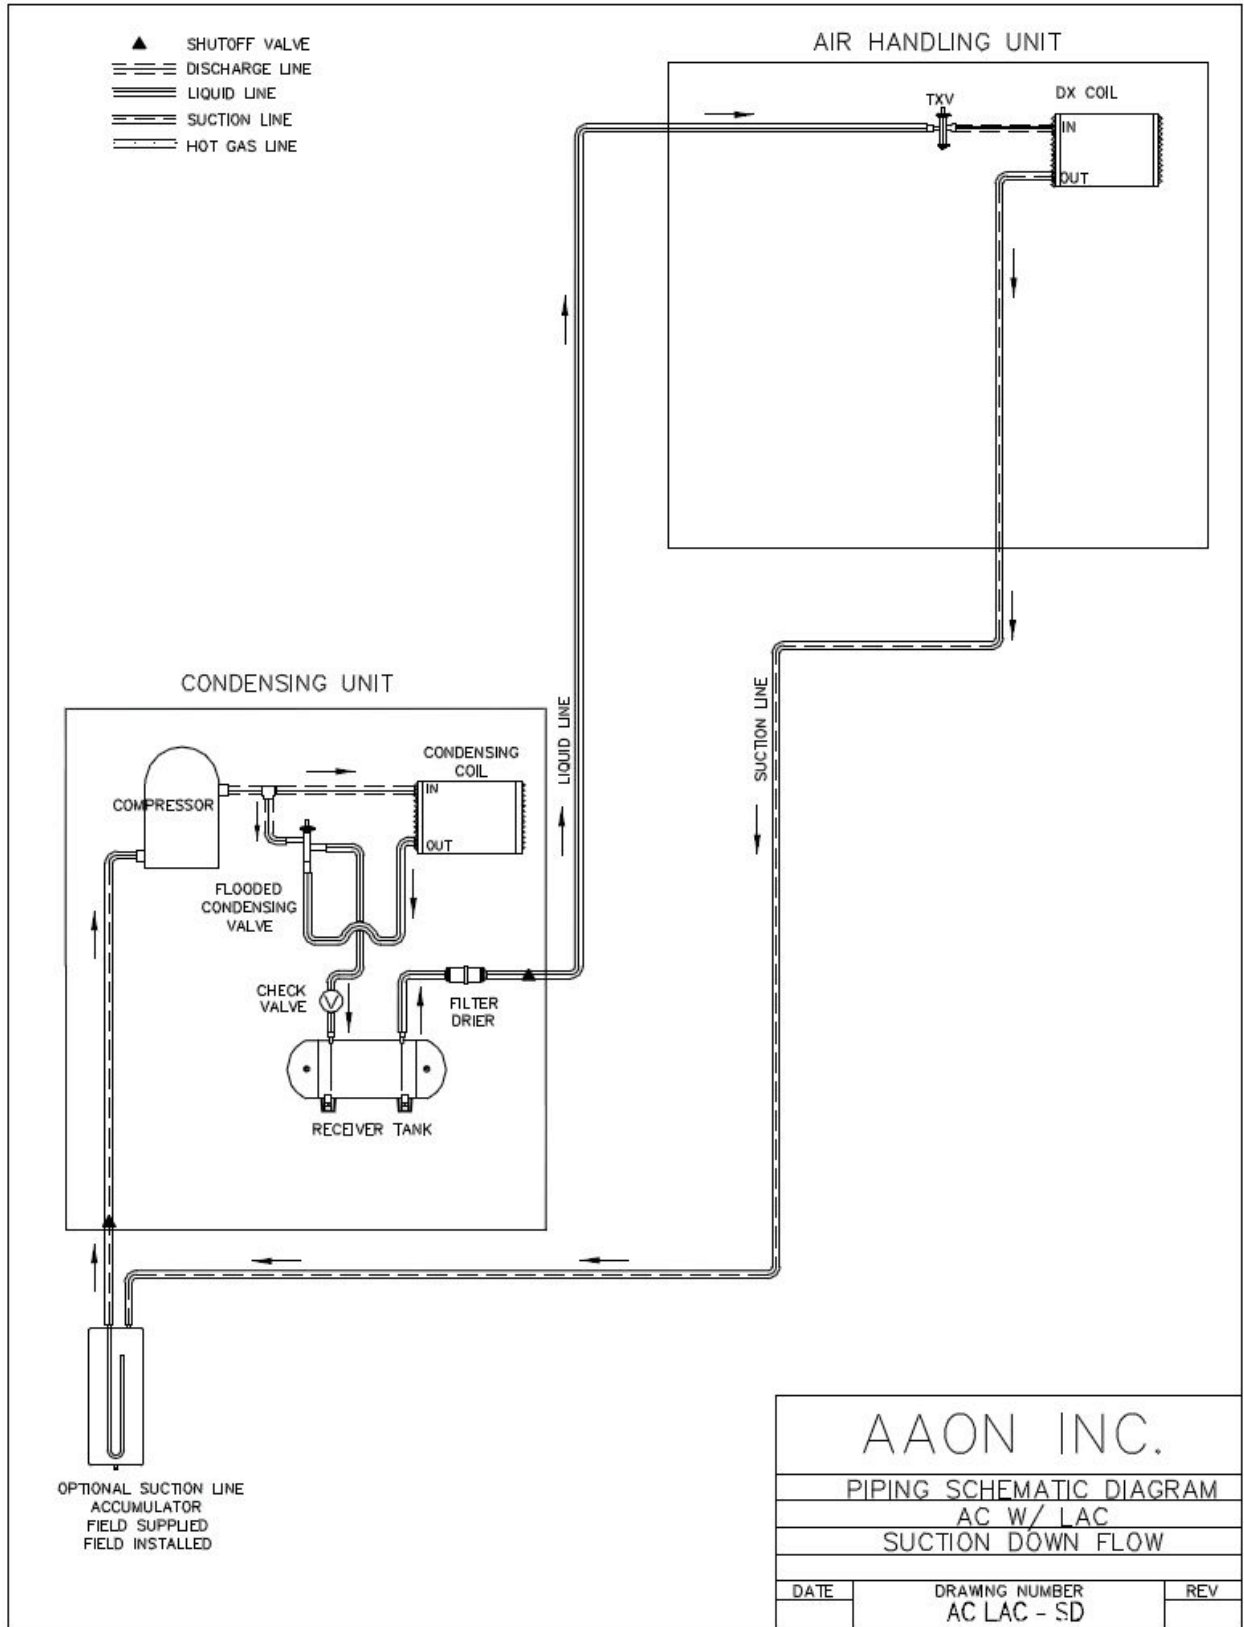 SHUTOFF VALVE
DISCHARGE LINE
LIQUID LINE
SUCTION LINE
HOT GAS LINE
AIR HANDLING UNIT
TXV
DX COIL
IN
OUT
CONDENSING UNIT
LIQUID LINE
SUCTION LINE
COMPRESSOR
CONDENSING
COIL
IN
OUT
FLOODED
CONDENSING
VALVE
CHECK
VALVE
V
FILTER
DRIER
RECEIVER TANK
OPTIONAL SUCTION LINE
ACCUMULATOR
FIELD SUPPLIED
FIELD INSTALLED
AAON INC.
PIPING SCHEMATIC DIAGRAM
AC W/ LAC
SUCTION DOWN FLOW
DATE
DRAWING NUMBER
REV
AC LAC - SD